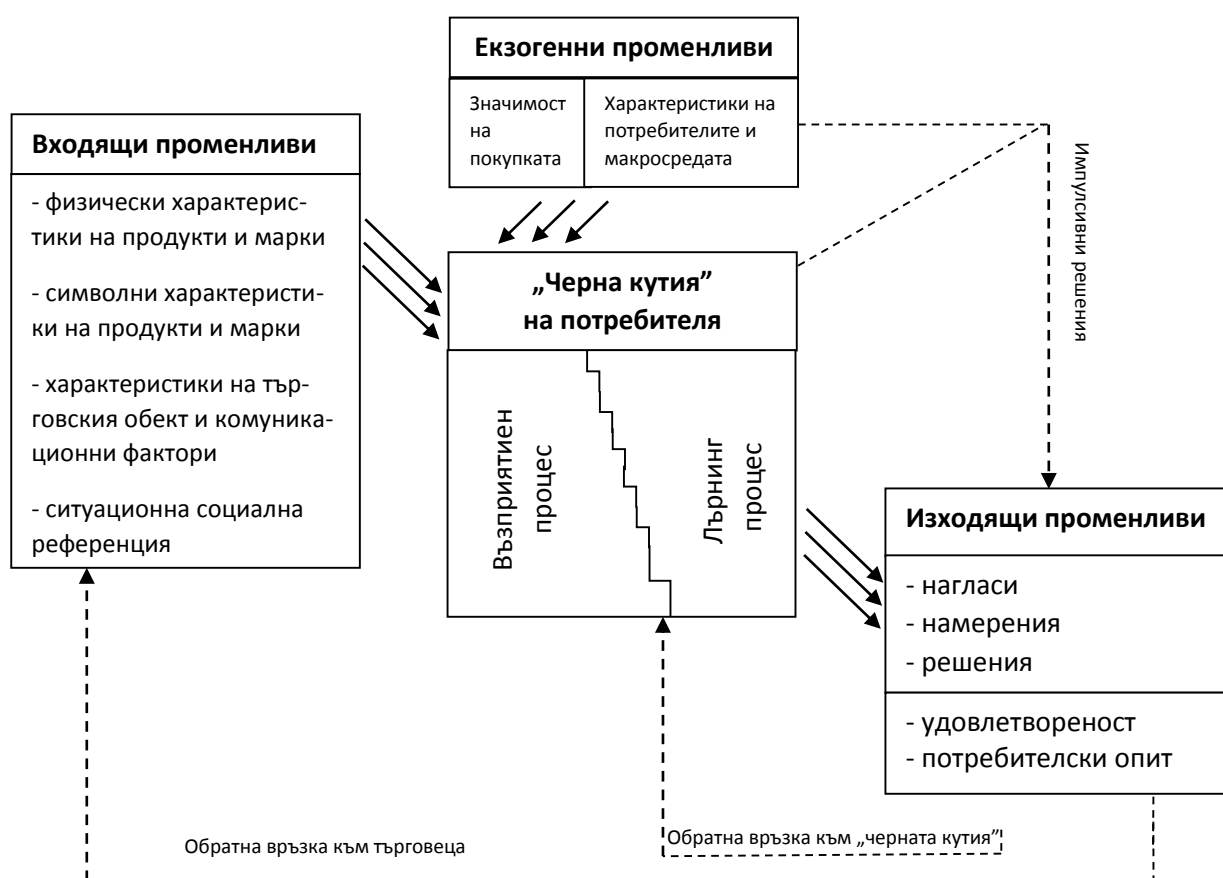 Екзогенни променливи
Значимост
на
покупката
Характеристики на
потребителите и
макросредата
Входящи променливи
- физически характерис-
тики на продукти и марки
- символни характеристи-
ки на продукти и марки
- характеристики на тър-
говския обект и комуника-
ционни фактори
- ситуационна социална
референция
„Черна кутия”
на потребителя
Възприятиен
процес
Лърнинг
процес
Импулсивни решения
Изходящи променливи
- нагласи
- намерения
- решения
- удовлетвореност
- потребителски опит
Обратна връзка към търговеца
Обратна връзка към „черната кутия”